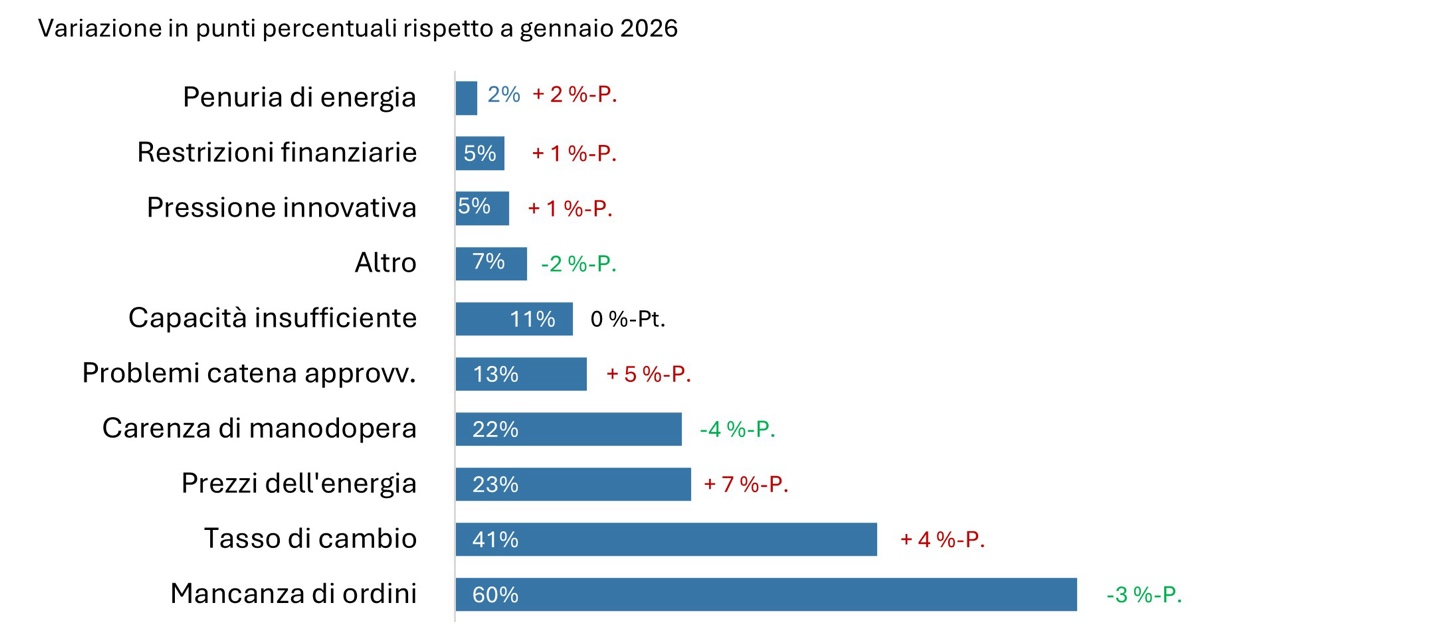 Variazione in punti percentuali rispetto a gennaio 2026
Penuria di energia 2% + 2 %-P.
Restrizioni finanziarie 5% + 1 %-P.
Pressione innovativa 5% + 1 %-P.
Altro 7% -2 %-P.
Capacità insufficiente 11% 0 %-Pt.
Problemi catena approvv. 13% + 5 %-P.
Carenza di manodopera 22% -4 %-P.
Prezzi dell'energia 23% + 7 %-P.
Tasso di cambio 41% + 4 %-P.
Mancanza di ordini 60% -3 %-P.